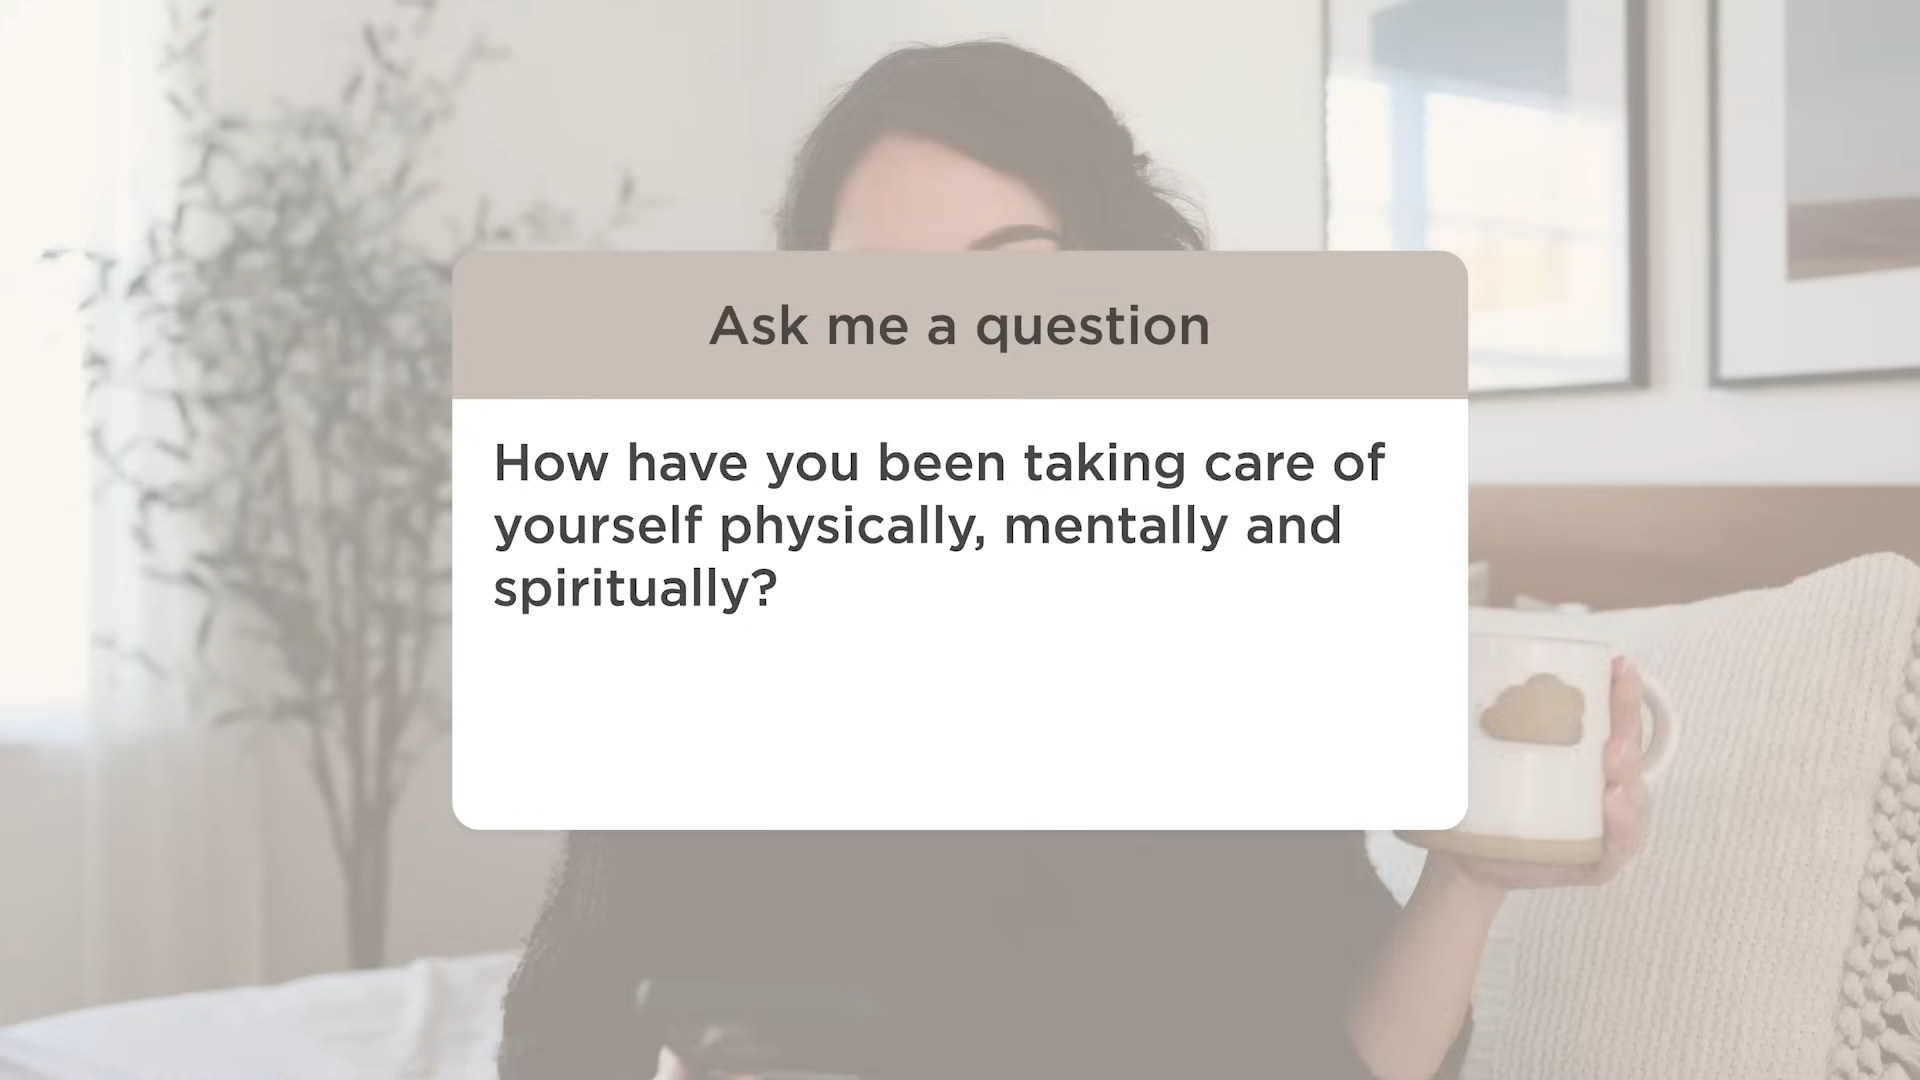 Ask me a question
How have you been taking care of
yourself physically, mentally and
spiritually?